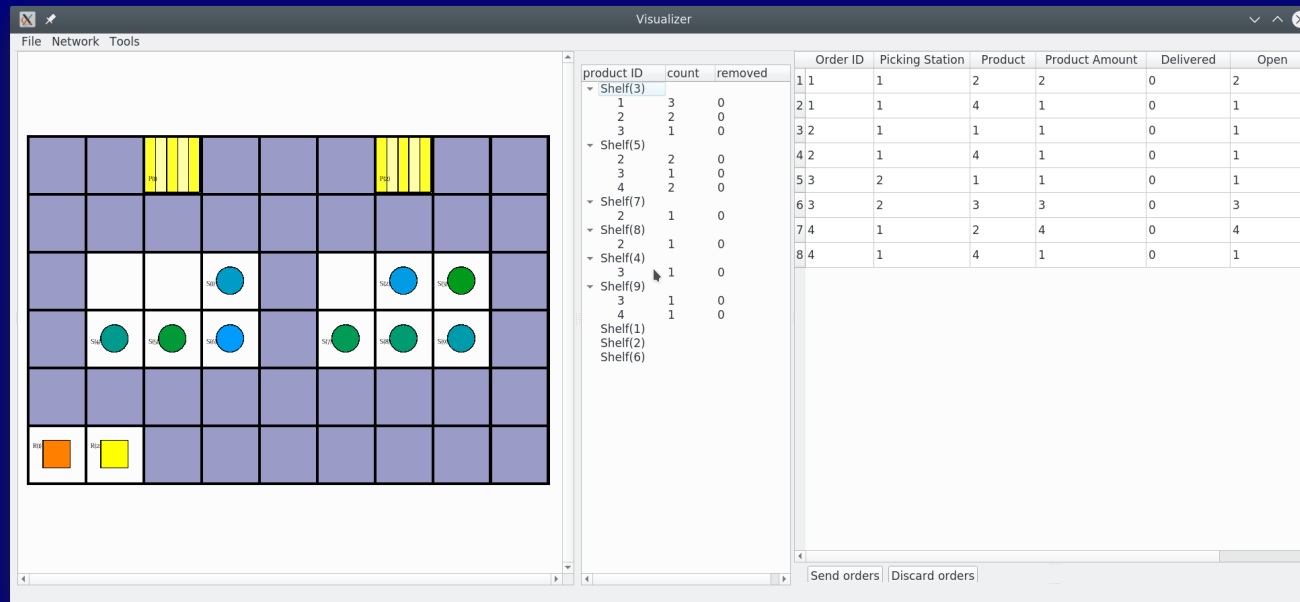 Visualizer
File Network Tools
product ID count removed
Shelf(3)
1 3 0
2 2 0
3 1 0
Shelf(5)
2 2 0
3 1 0
4 2 0
Shelf(7)
2 1 0
Shelf(8)
2 1 0
Shelf(4)
3 1 0
Shelf(9)
3 1 0
4 1 0
Shelf(1)
Shelf(2)
Shelf(6)
Order ID Picking Station Product Product Amount Delivered Open
1 1 1 2 2 0 2
2 1 1 4 1 0 1
3 2 1 1 1 0 1
4 2 1 4 1 0 1
5 3 2 1 1 0 1
6 3 2 3 3 0 3
7 4 1 2 4 0 4
8 4 1 4 1 0 1
Send orders Discard orders